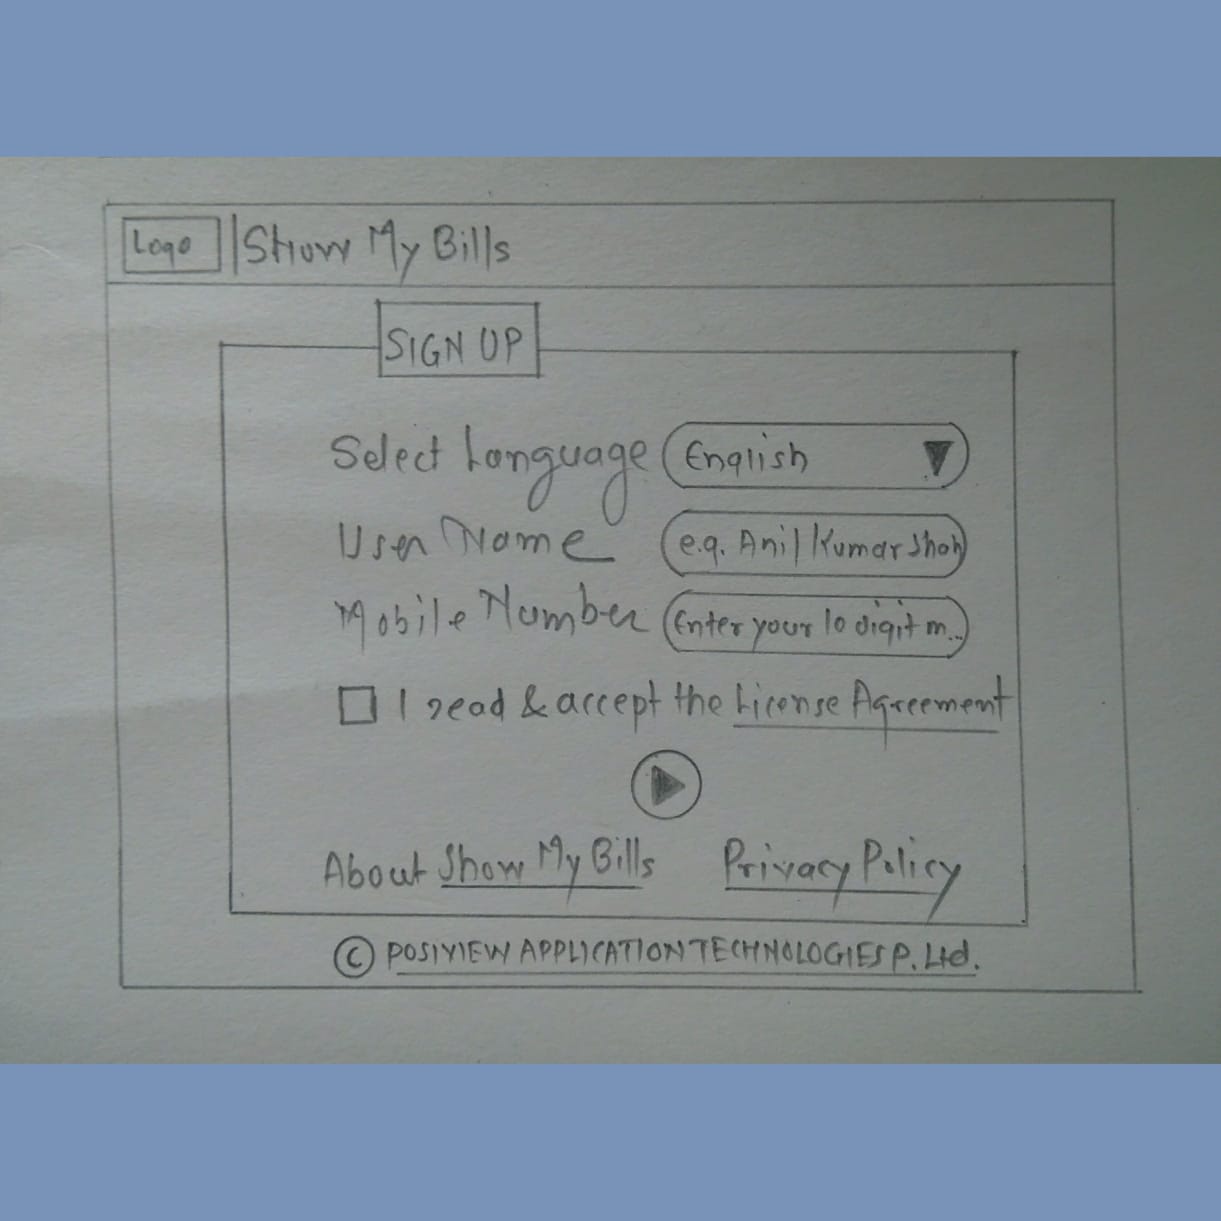 Logo | Show My Bills
SIGN UP
Select Language English
User Name e.g. Anil Kumar Shah
Mobile Number Enter your 10 digit m...
I read & accept the License Agreement
About Show My Bills Privacy Policy
© POSIVIEW APPLICATION TECHNOLOGIES P. Ltd.